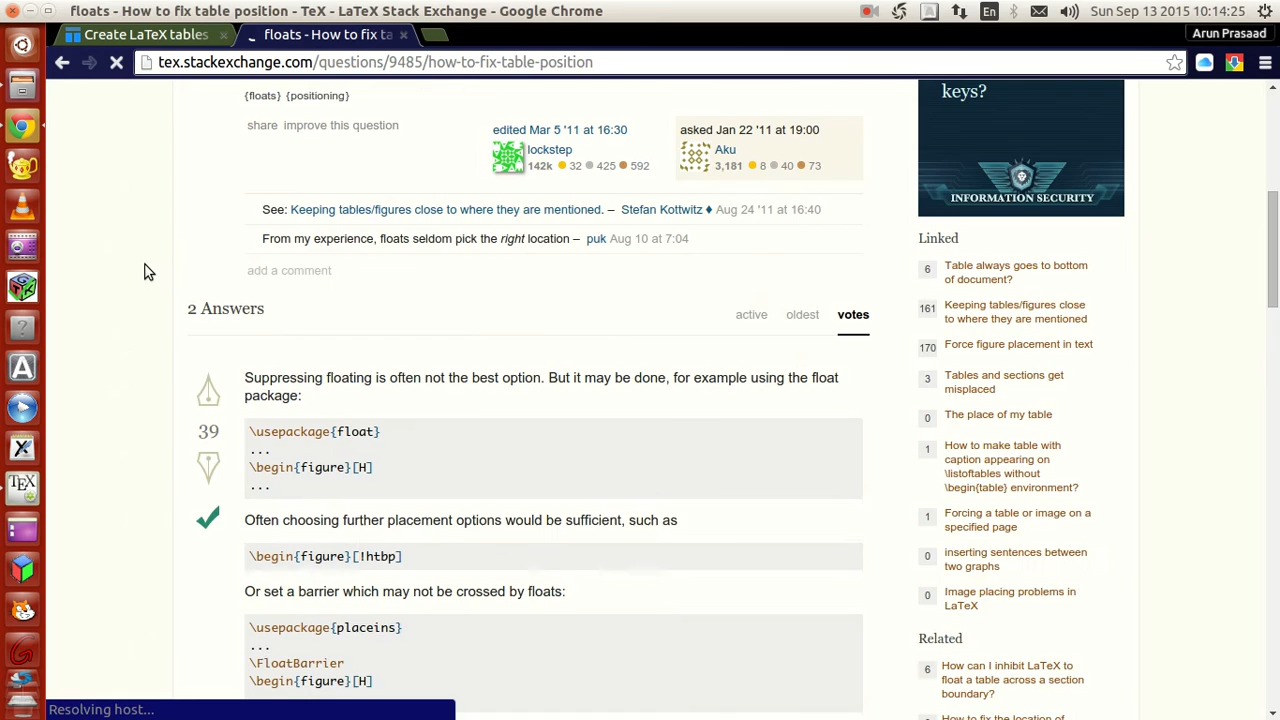 floats - How to fix table position - TeX - LaTeX Stack Exchange - Google Chrome
En
Sun Sep 13 2015 10:14:25
Create LaTeX tables ×
floats - How to fix ta ×
Arun Prasaad
tex.stackexchange.com/questions/9485/how-to-fix-table-position
{floats} {positioning}
share improve this question
edited Mar 5 '11 at 16:30
lockstep
142k 32 425 592
asked Jan 22 '11 at 19:00
Aku
3,181 8 40 73
See: Keeping tables/figures close to where they are mentioned. – Stefan Kottwitz ♦ Aug 24 '11 at 16:40
From my experience, floats seldom pick the right location – puk Aug 10 at 7:04
add a comment
2 Answers
active oldest votes
39
Suppressing floating is often not the best option. But it may be done, for example using the float
package:
\usepackage{float}
...
\begin{figure}[H]
...
Often choosing further placement options would be sufficient, such as
\begin{figure}[!htbp]
Or set a barrier which may not be crossed by floats:
\usepackage{placeins}
...
\FloatBarrier
\begin{figure}[H]
keys?
INFORMATION SECURITY
Linked
6 Table always goes to bottom
of document?
161 Keeping tables/figures close
to where they are mentioned
170 Force figure placement in text
3 Tables and sections get
misplaced
0 The place of my table
1 How to make table with
caption appearing on
\listoftables without
\begin{table} environment?
1 Forcing a table or image on a
specified page
0 inserting sentences between
two graphs
0 Image placing problems in
LaTeX
Related
6 How can I inhibit LaTeX to
float a table across a section
boundary?
How to fix the location of
Resolving host...